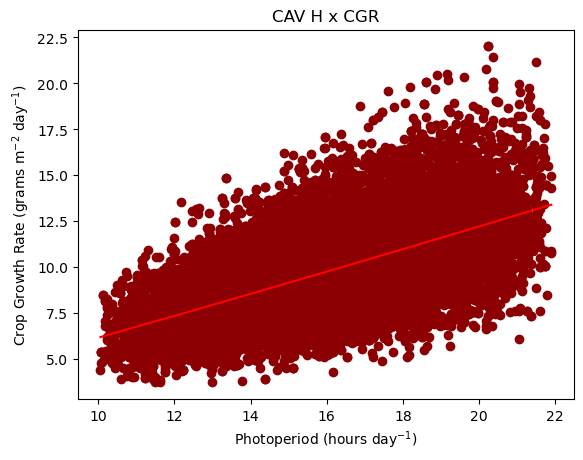 CAV H x CGR
Crop Growth Rate (grams m⁻² day⁻¹)
22.5
20.0
17.5
15.0
12.5
10.0
7.5
5.0
10 12 14 16 18 20 22
Photoperiod (hours day⁻¹)